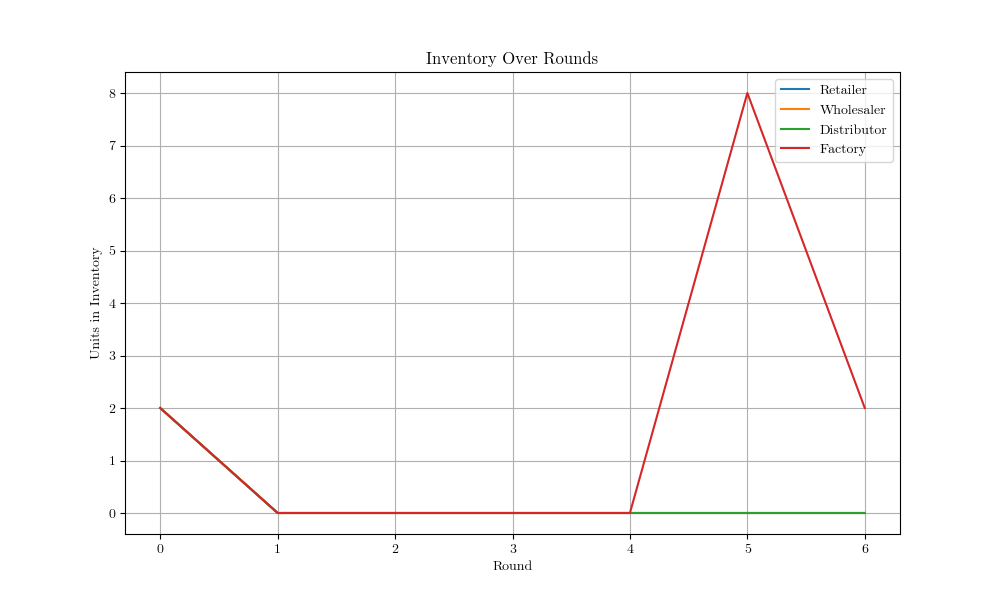 Inventory Over Rounds
Retailer
Wholesaler
Distributor
Factory
8
7
6
5
4
3
2
1
0
Units in Inventory
0 1 2 3 4 5 6
Round